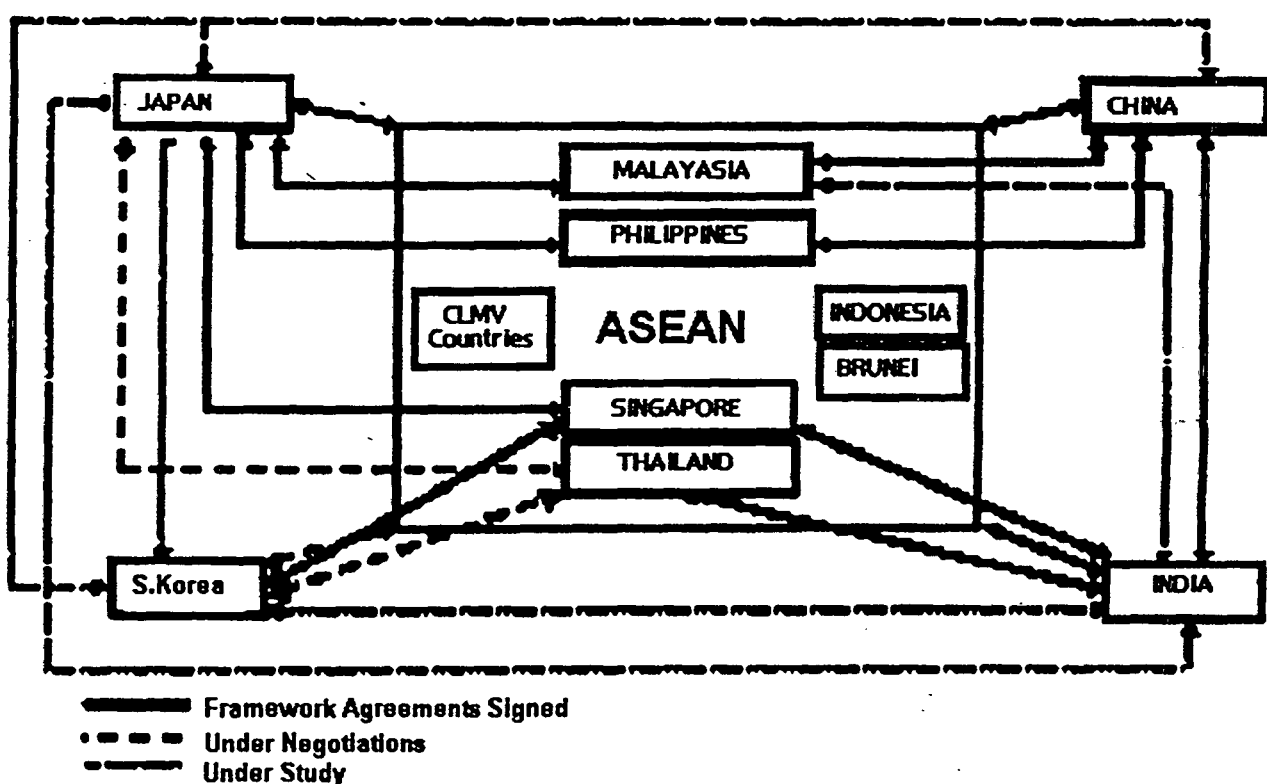 JAPAN
CHINA
MALAYASIA
PHILIPPINES
CLMV
Countries
ASEAN
INDONESIA
BRUNEI
SINGAPORE
THAILAND
S.Korea
INDIA
Framework Agreements Signed
Under Negotiations
Under Study